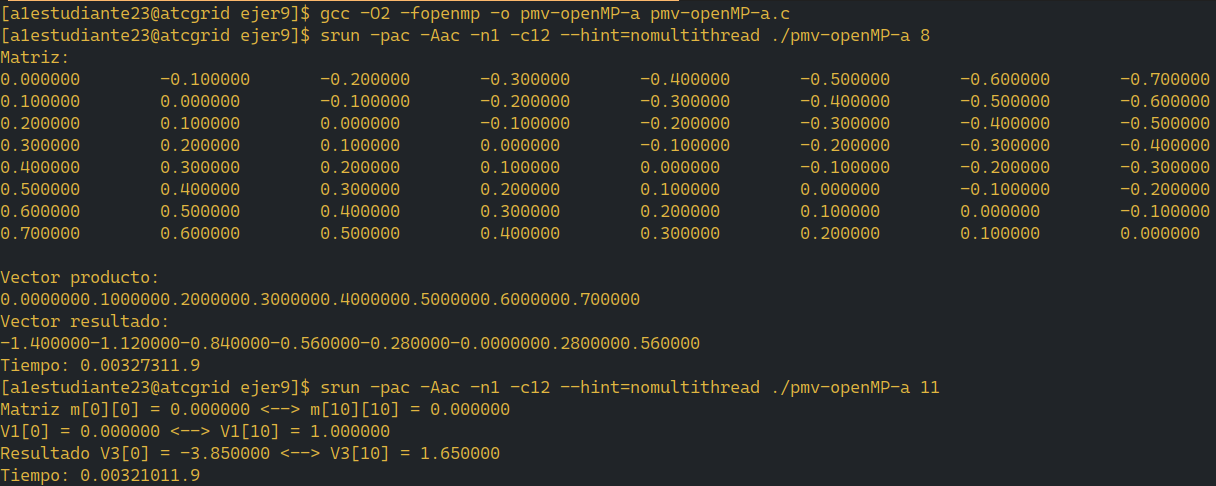 [a1estudiante23@atcgrid ejer9]$ gcc -O2 -fopenmp -o pmv-openMP-a pmv-openMP-a.c
[a1estudiante23@atcgrid ejer9]$ srun -pac -Aac -n1 -c12 --hint=nomultithread ./pmv-openMP-a 8
Matriz:
0.000000 -0.100000 -0.200000 -0.300000 -0.400000 -0.500000 -0.600000 -0.700000
0.100000 0.000000 -0.100000 -0.200000 -0.300000 -0.400000 -0.500000 -0.600000
0.200000 0.100000 0.000000 -0.100000 -0.200000 -0.300000 -0.400000 -0.500000
0.300000 0.200000 0.100000 0.000000 -0.100000 -0.200000 -0.300000 -0.400000
0.400000 0.300000 0.200000 0.100000 0.000000 -0.100000 -0.200000 -0.300000
0.500000 0.400000 0.300000 0.200000 0.100000 0.000000 -0.100000 -0.200000
0.600000 0.500000 0.400000 0.300000 0.200000 0.100000 0.000000 -0.100000
0.700000 0.600000 0.500000 0.400000 0.300000 0.200000 0.100000 0.000000
Vector producto:
0.0000000.1000000.2000000.3000000.4000000.5000000.6000000.700000
Vector resultado:
-1.400000-1.120000-0.840000-0.560000-0.280000-0.0000000.2800000.560000
Tiempo: 0.00327311.9
[a1estudiante23@atcgrid ejer9]$ srun -pac -Aac -n1 -c12 --hint=nomultithread ./pmv-openMP-a 11
Matriz m[0][0] = 0.000000 <--> m[10][10] = 0.000000
V1[0] = 0.000000 <--> V1[10] = 1.000000
Resultado V3[0] = -3.850000 <--> V3[10] = 1.650000
Tiempo: 0.00321011.9